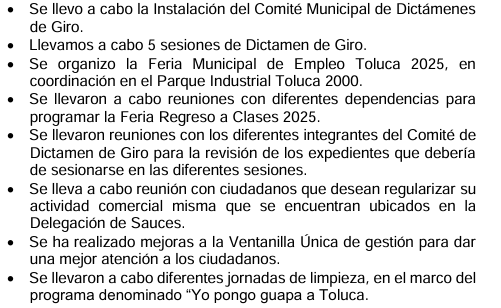 • Se llevo a cabo la Instalación del Comité Municipal de Dictámenes
de Giro.
• Llevamos a cabo 5 sesiones de Dictamen de Giro.
• Se organizo la Feria Municipal de Empleo Toluca 2025, en
coordinación en el Parque Industrial Toluca 2000.
• Se llevaron a cabo reuniones con diferentes dependencias para
programar la Feria Regreso a Clases 2025.
• Se llevaron reuniones con los diferentes integrantes del Comité de
Dictamen de Giro para la revisión de los expedientes que debería
de sesionarse en las diferentes sesiones.
• Se lleva a cabo reunión con ciudadanos que desean regularizar su
actividad comercial misma que se encuentran ubicados en la
Delegación de Sauces.
• Se ha realizado mejoras a la Ventanilla Única de gestión para dar
una mejor atención a los ciudadanos.
• Se llevaron a cabo diferentes jornadas de limpieza, en el marco del
programa denominado “Yo pongo guapa a Toluca.